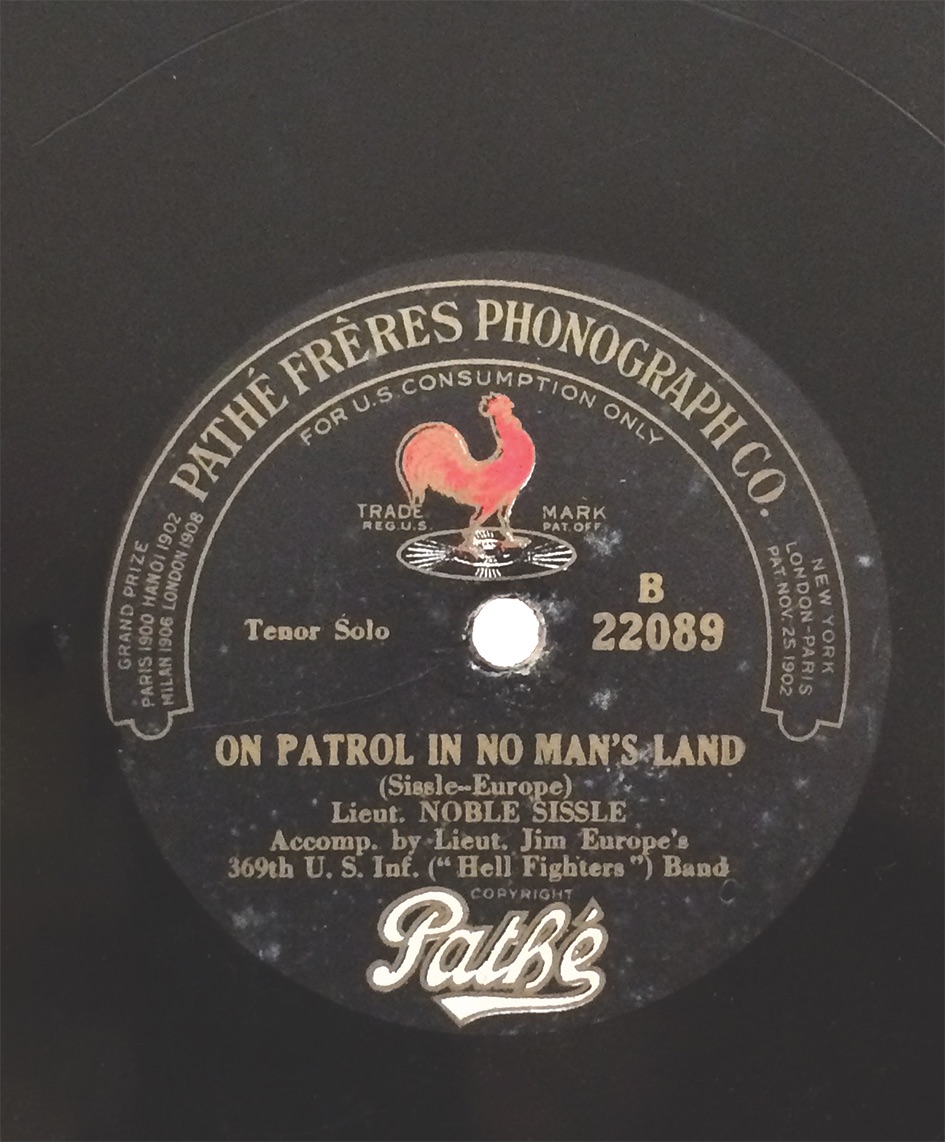 PATHÉ FRÈRES PHONOGRAPH CO.
FOR U.S. CONSUMPTION ONLY
GRAND PRIZE
PARIS 1900 HANOI 1902
MILAN 1906 LONDON 1908
NEW YORK
LONDON-PARIS
PAT. NOV. 25 1902
TRADE MARK
REG. U.S. PAT. OFF.
B
Tenor Solo 22089
ON PATROL IN NO MAN'S LAND
(Sissle-Europe)
Lieut. NOBLE SISSLE
Accomp. by Lieut. Jim Europe's
369th U. S. Inf. ("Hell Fighters") Band
COPYRIGHT
Pathé